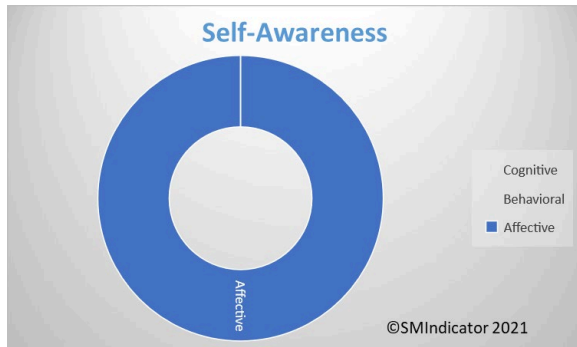 Self-Awareness
Cognitive
Behavioral
Affective
Affective
©SMIndicator 2021